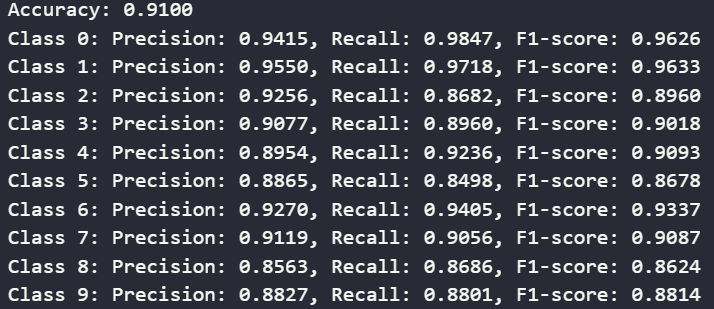 Accuracy: 0.9100
Class 0: Precision: 0.9415, Recall: 0.9847, F1-score: 0.9626
Class 1: Precision: 0.9550, Recall: 0.9718, F1-score: 0.9633
Class 2: Precision: 0.9256, Recall: 0.8682, F1-score: 0.8960
Class 3: Precision: 0.9077, Recall: 0.8960, F1-score: 0.9018
Class 4: Precision: 0.8954, Recall: 0.9236, F1-score: 0.9093
Class 5: Precision: 0.8865, Recall: 0.8498, F1-score: 0.8678
Class 6: Precision: 0.9270, Recall: 0.9405, F1-score: 0.9337
Class 7: Precision: 0.9119, Recall: 0.9056, F1-score: 0.9087
Class 8: Precision: 0.8563, Recall: 0.8686, F1-score: 0.8624
Class 9: Precision: 0.8827, Recall: 0.8801, F1-score: 0.8814